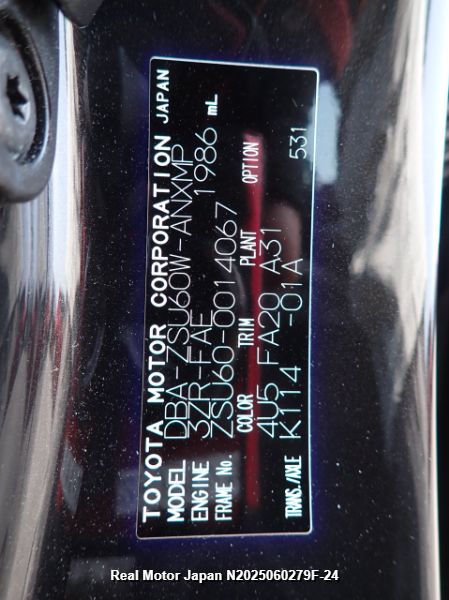 TOYOTA MOTOR CORPORATION JAPAN
MODEL DBA-ZSU60W-ANXMP
ENGINE 3ZR-FAE 1986 mL
FRAME No. ZSU60-0014067
COLOR TRIM PLANT OPTION
4U5 FA20 A31
TRANS./AXLE K114 -01A 531
Real Motor Japan N2025060279F-24